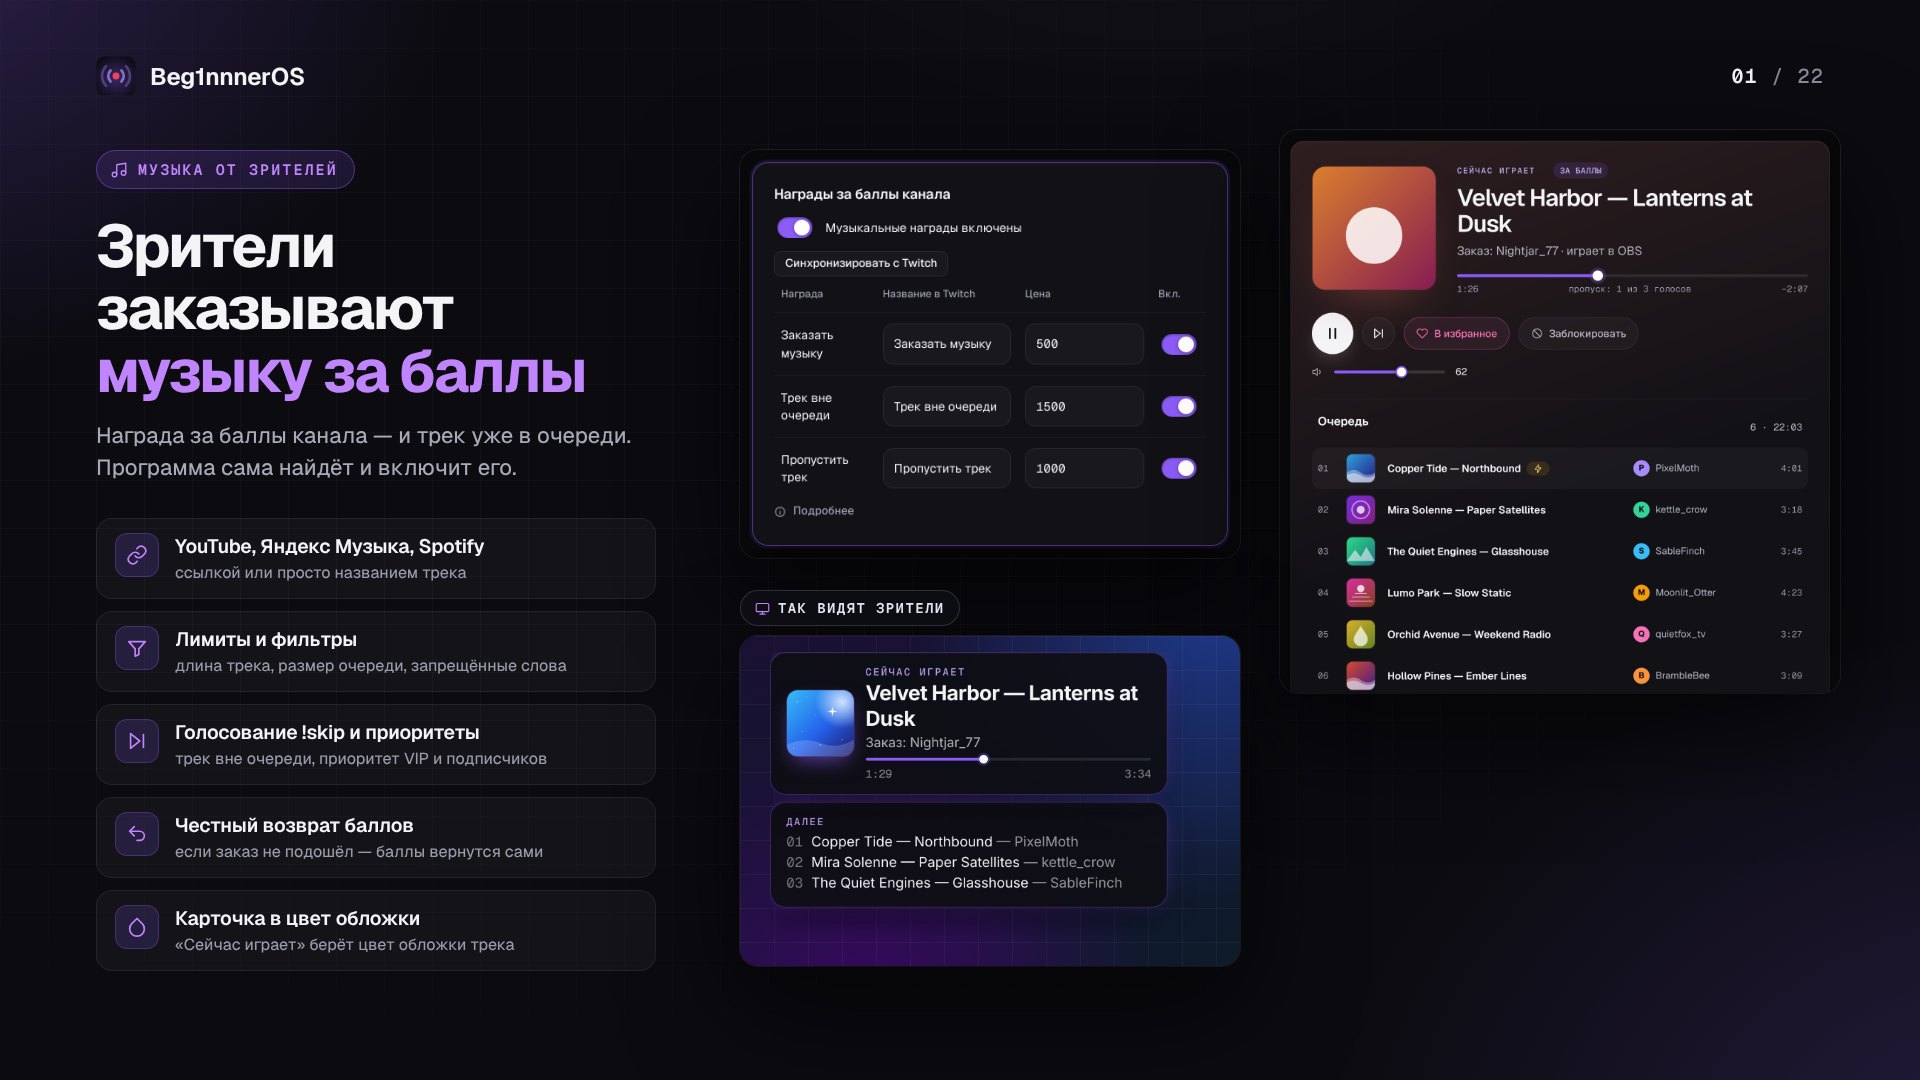 Beg1nnnerOS
01 / 22
МУЗЫКА ОТ ЗРИТЕЛЕЙ
Зрители
заказывают
музыку за баллы
Награда за баллы канала — и трек уже в очереди.
Программа сама найдёт и включит его.
YouTube, Яндекс Музыка, Spotify
ссылкой или просто названием трека
Лимиты и фильтры
длина трека, размер очереди, запрещённые слова
Голосование !skip и приоритеты
трек вне очереди, приоритет VIP и подписчиков
Честный возврат баллов
если заказ не подошёл — баллы вернутся сами
Карточка в цвет обложки
«Сейчас играет» берёт цвет обложки трека
Награды за баллы канала
Музыкальные награды включены
Синхронизировать с Twitch
Награда Название в Twitch Цена Вкл.
Заказать
музыку
Заказать музыку 500
Трек вне
очереди
Трек вне очереди 1500
Пропустить
трек
Пропустить трек 1000
Подробнее
ТАК ВИДЯТ ЗРИТЕЛИ
СЕЙЧАС ИГРАЕТ
Velvet Harbor — Lanterns at
Dusk
Заказ: Nightjar_77
1:29 3:34
ДАЛЕЕ
01 Copper Tide — Northbound — PixelMoth
02 Mira Solenne — Paper Satellites — kettle_crow
03 The Quiet Engines — Glasshouse — SableFinch
СЕЙЧАС ИГРАЕТ ЗА БАЛЛЫ
Velvet Harbor — Lanterns at
Dusk
Заказ: Nightjar_77 · играет в OBS
1:26 пропуск: 1 из 3 голосов -2:07
В избранное Заблокировать
62
Очередь 6 · 22:03
01 Copper Tide — Northbound P PixelMoth 4:01
02 Mira Solenne — Paper Satellites K kettle_crow 3:18
03 The Quiet Engines — Glasshouse S SableFinch 3:45
04 Lumo Park — Slow Static M Moonlit_Otter 4:23
05 Orchid Avenue — Weekend Radio Q quietfox_tv 3:27
06 Hollow Pines — Ember Lines B BrambleBee 3:09